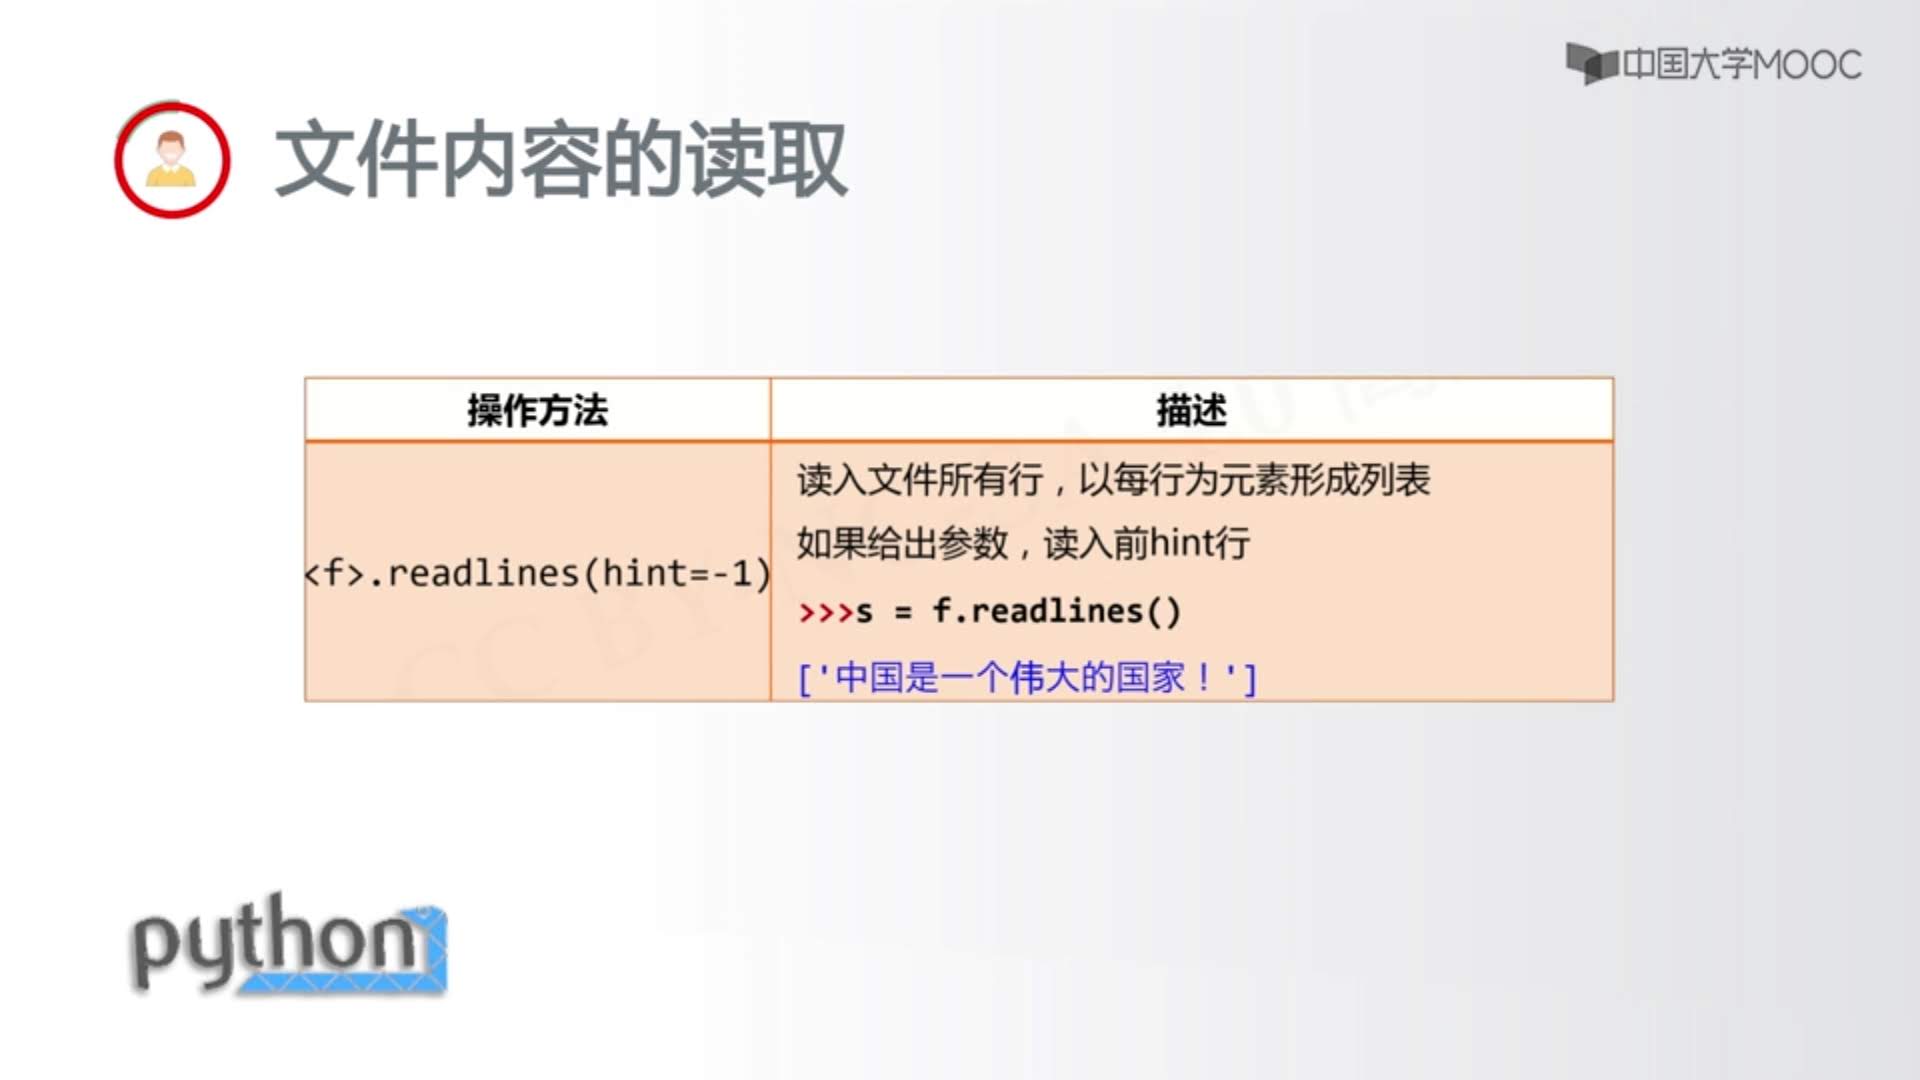 中国大学MOOC
文件内容的读取
操作方法
描述
<f>.readlines(hint=-1)
读入文件所有行，以每行为元素形成列表
如果给出参数，读入前hint行
>>>s = f.readlines()
['中国是一个伟大的国家！']
python